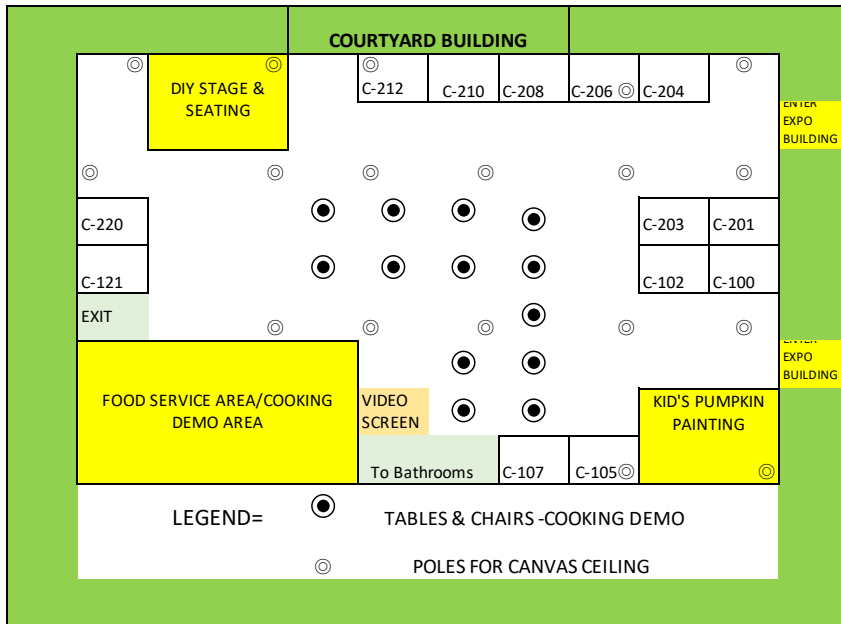 COURTYARD BUILDING
DIY STAGE &
SEATING
C-212
C-210
C-208
C-206
C-204
ENTER
EXPO
BUILDING
C-220
C-203
C-201
C-121
C-102
C-100
EXIT
ENTER
EXPO
BUILDING
FOOD SERVICE AREA/COOKING
DEMO AREA
VIDEO
SCREEN
KID'S PUMPKIN
PAINTING
To Bathrooms
C-107
C-105
LEGEND=
TABLES & CHAIRS -COOKING DEMO
POLES FOR CANVAS CEILING